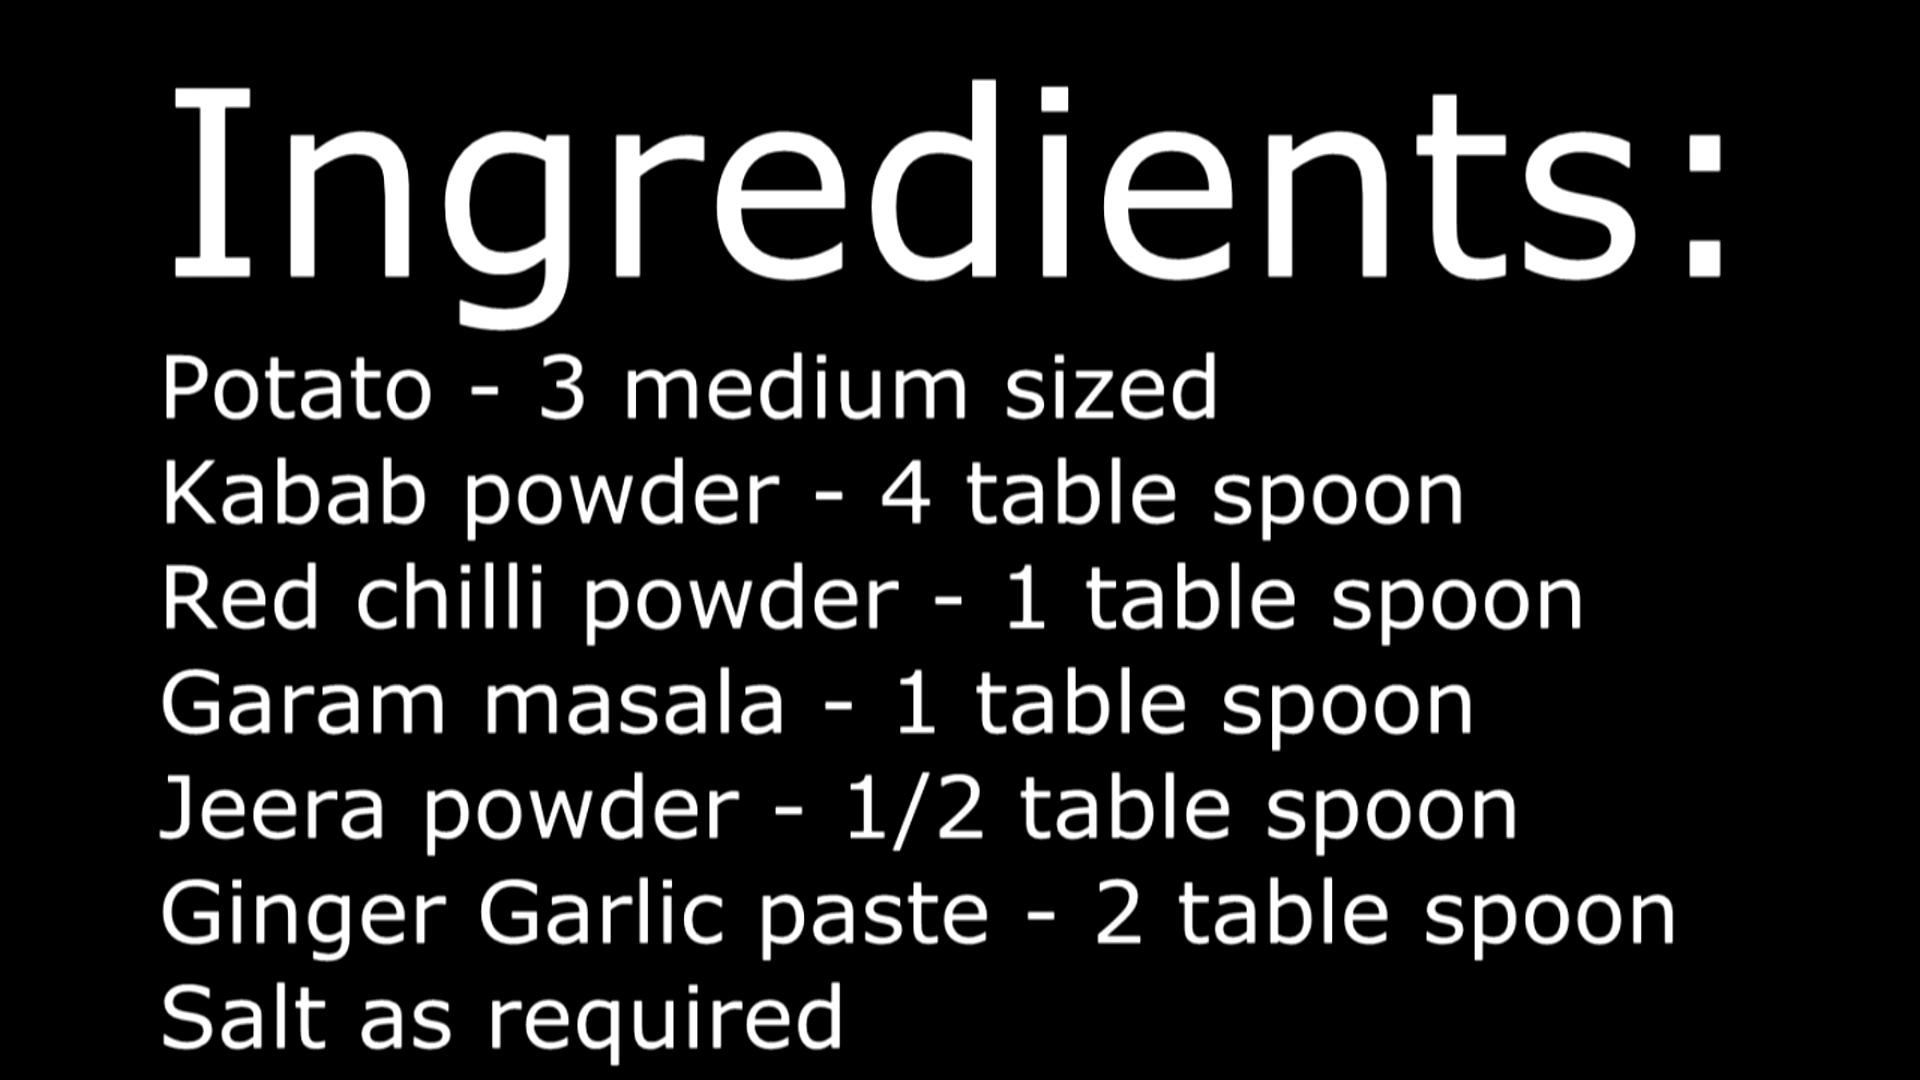 Ingredients:
Potato - 3 medium sized
Kabab powder - 4 table spoon
Red chilli powder - 1 table spoon
Garam masala - 1 table spoon
Jeera powder - 1/2 table spoon
Ginger Garlic paste - 2 table spoon
Salt as required